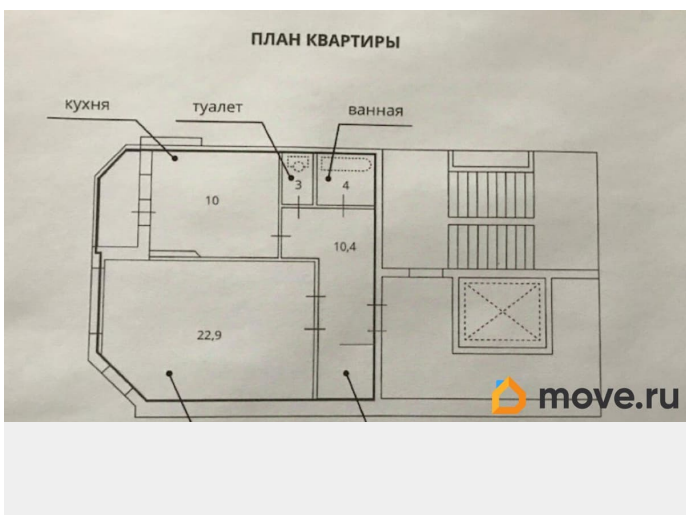 ПЛАН КВАРТИРЫ
кухня
туалет
ванная
3
4
10
10,4
22,9
move.ru